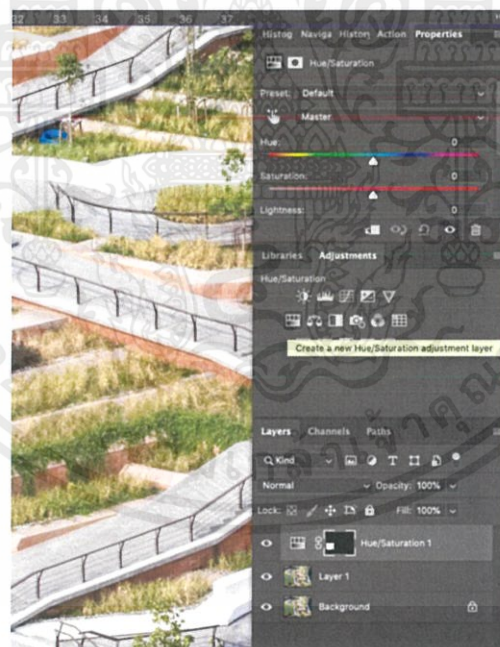 32 33 34 35 36 37
Histog Naviga Histon Action Properties
Hue/Saturation
Preset: Default
Master
Hue: 0
Saturation: 0
Lightness: 0
Libraries Adjustments
Hue/Saturation
Create a new Hue/Saturation adjustment layer
Layers Channels Paths
Kind
Normal Opacity: 100%
Lock: Fill: 100%
Hue/Saturation 1
Layer 1
Background